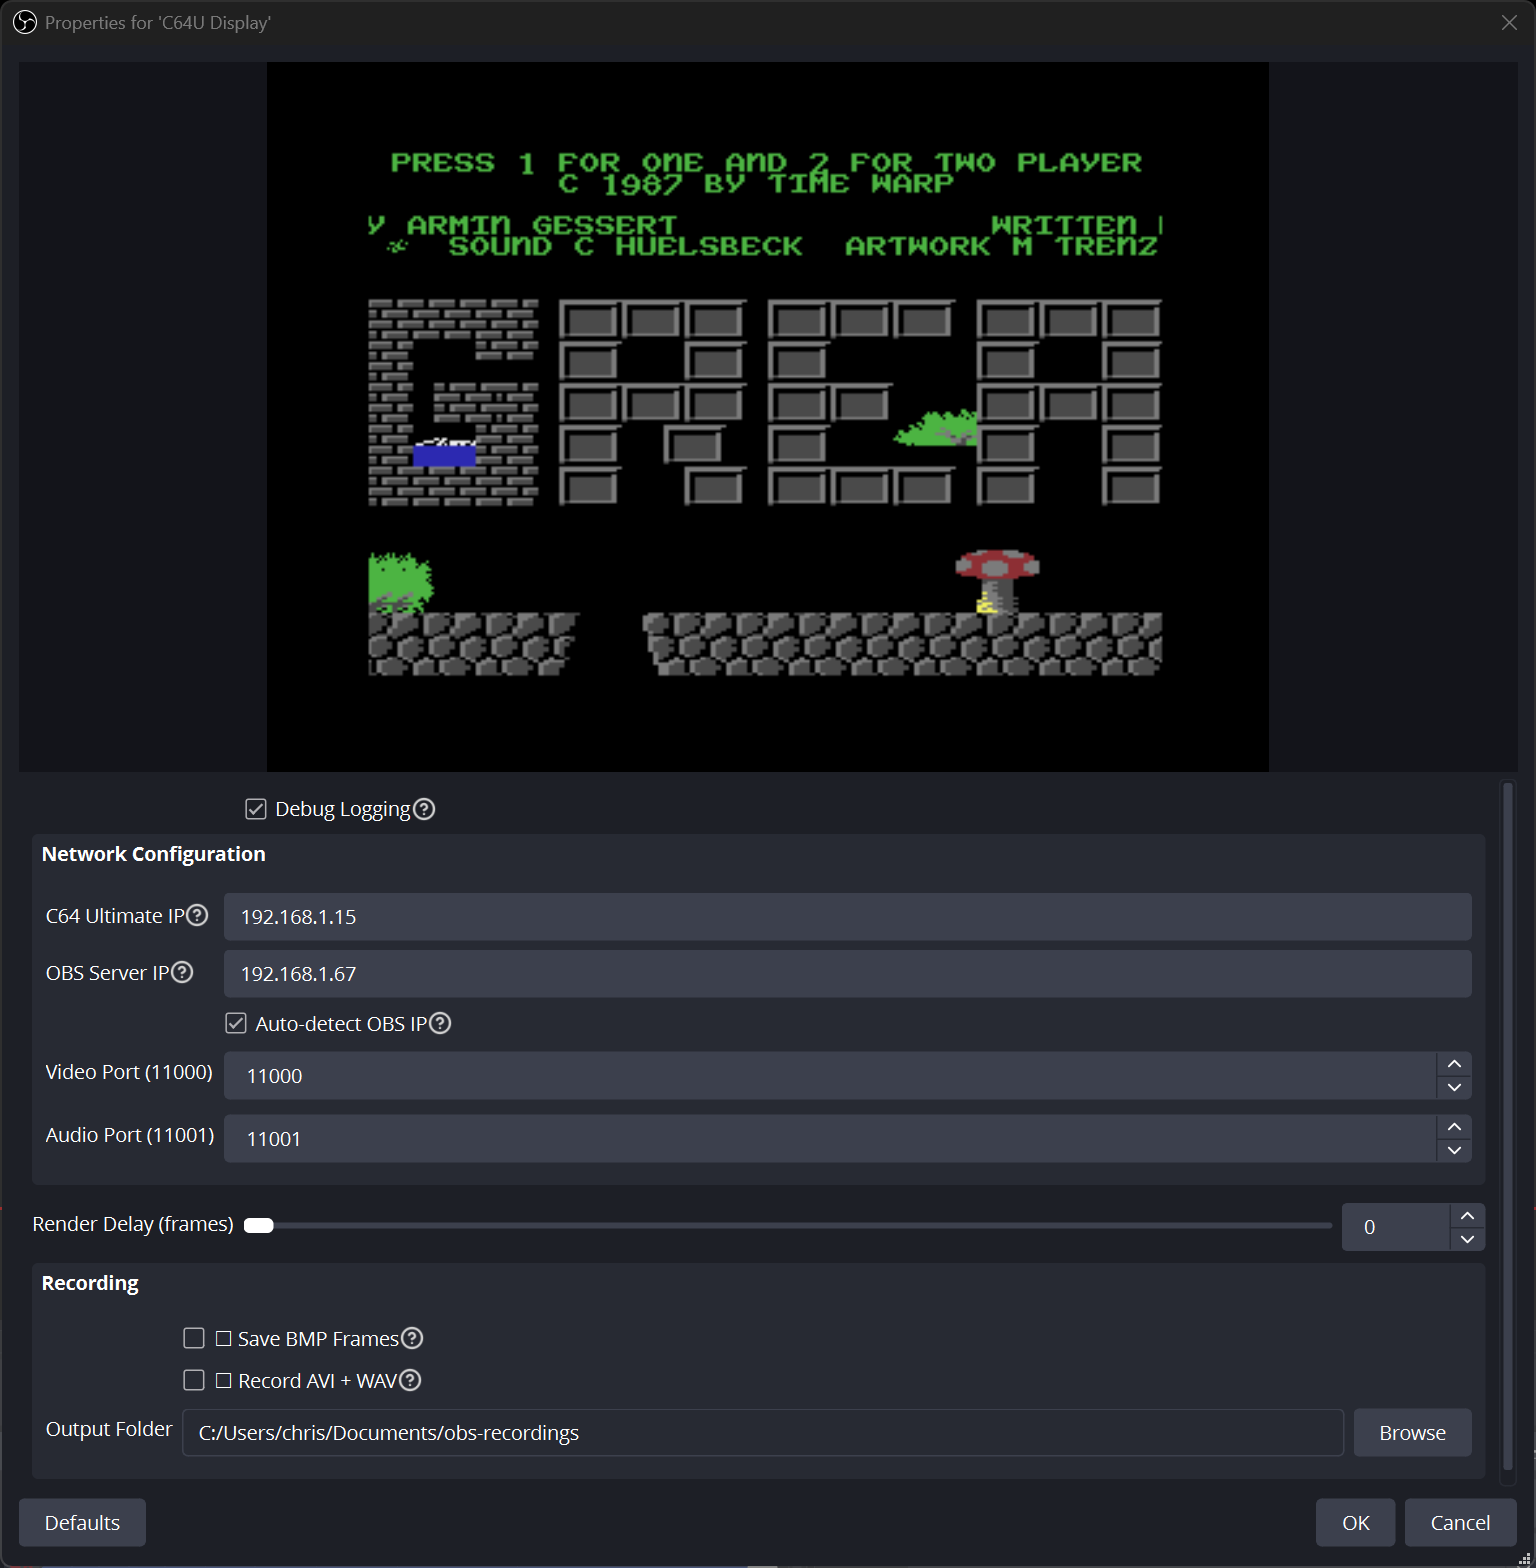 Properties for 'C64U Display'
PRESS 1 FOR ONE AND 2 FOR TWO PLAYER
C 1987 BY TIME WARP
Y ARMIN GESSERT WRITTEN
SOUND C HUELSBECK ARTWORK M TRENZ
GREA
Debug Logging
Network Configuration
C64 Ultimate IP 192.168.1.15
OBS Server IP 192.168.1.67
Auto-detect OBS IP
Video Port (11000) 11000
Audio Port (11001) 11001
Render Delay (frames) 0
Recording
Save BMP Frames
Record AVI + WAV
Output Folder C:/Users/chris/Documents/obs-recordings Browse
Defaults OK Cancel